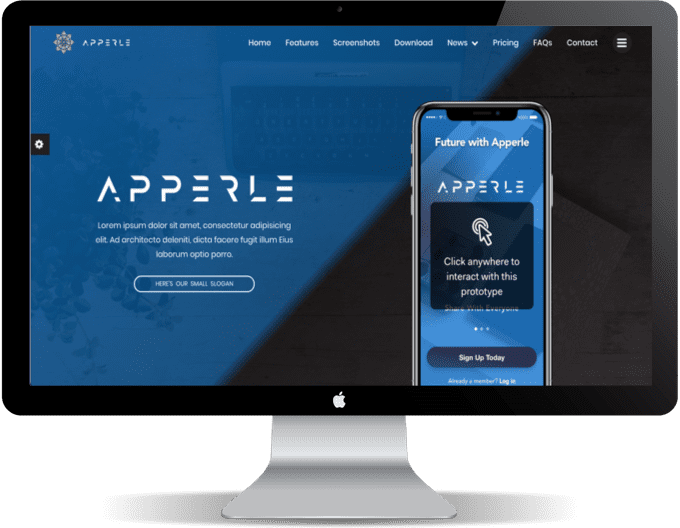 APPERLE
Home Features Screenshots Download News Pricing FAQs Contact
APPERLE
Lorem ipsum dolor sit amet, consectetur adipisicing
elit. Ad architecto deleniti, dicta facere fugit illum Eius
laborum optio porro.
HERE'S OUR SMALL SLOGAN
100%
Future with Apperle
APPERLE
Click anywhere to
interact with this
prototype
Share With Everyone
Sign Up Today
Already a member? Log in